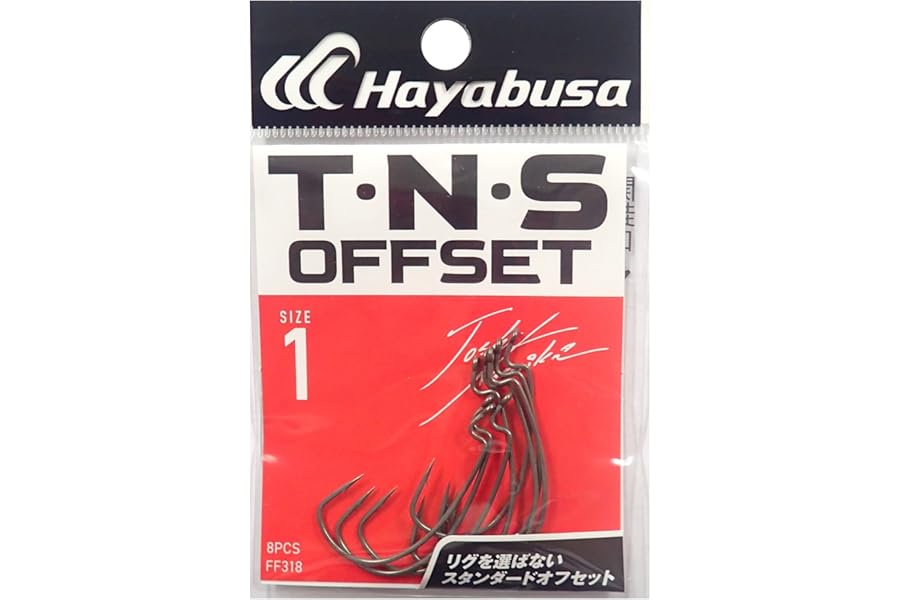 Hayabusa
T・N・S
OFFSET
SIZE
1
8PCS
FF318
リグを選ばない
スタンダードオフセット